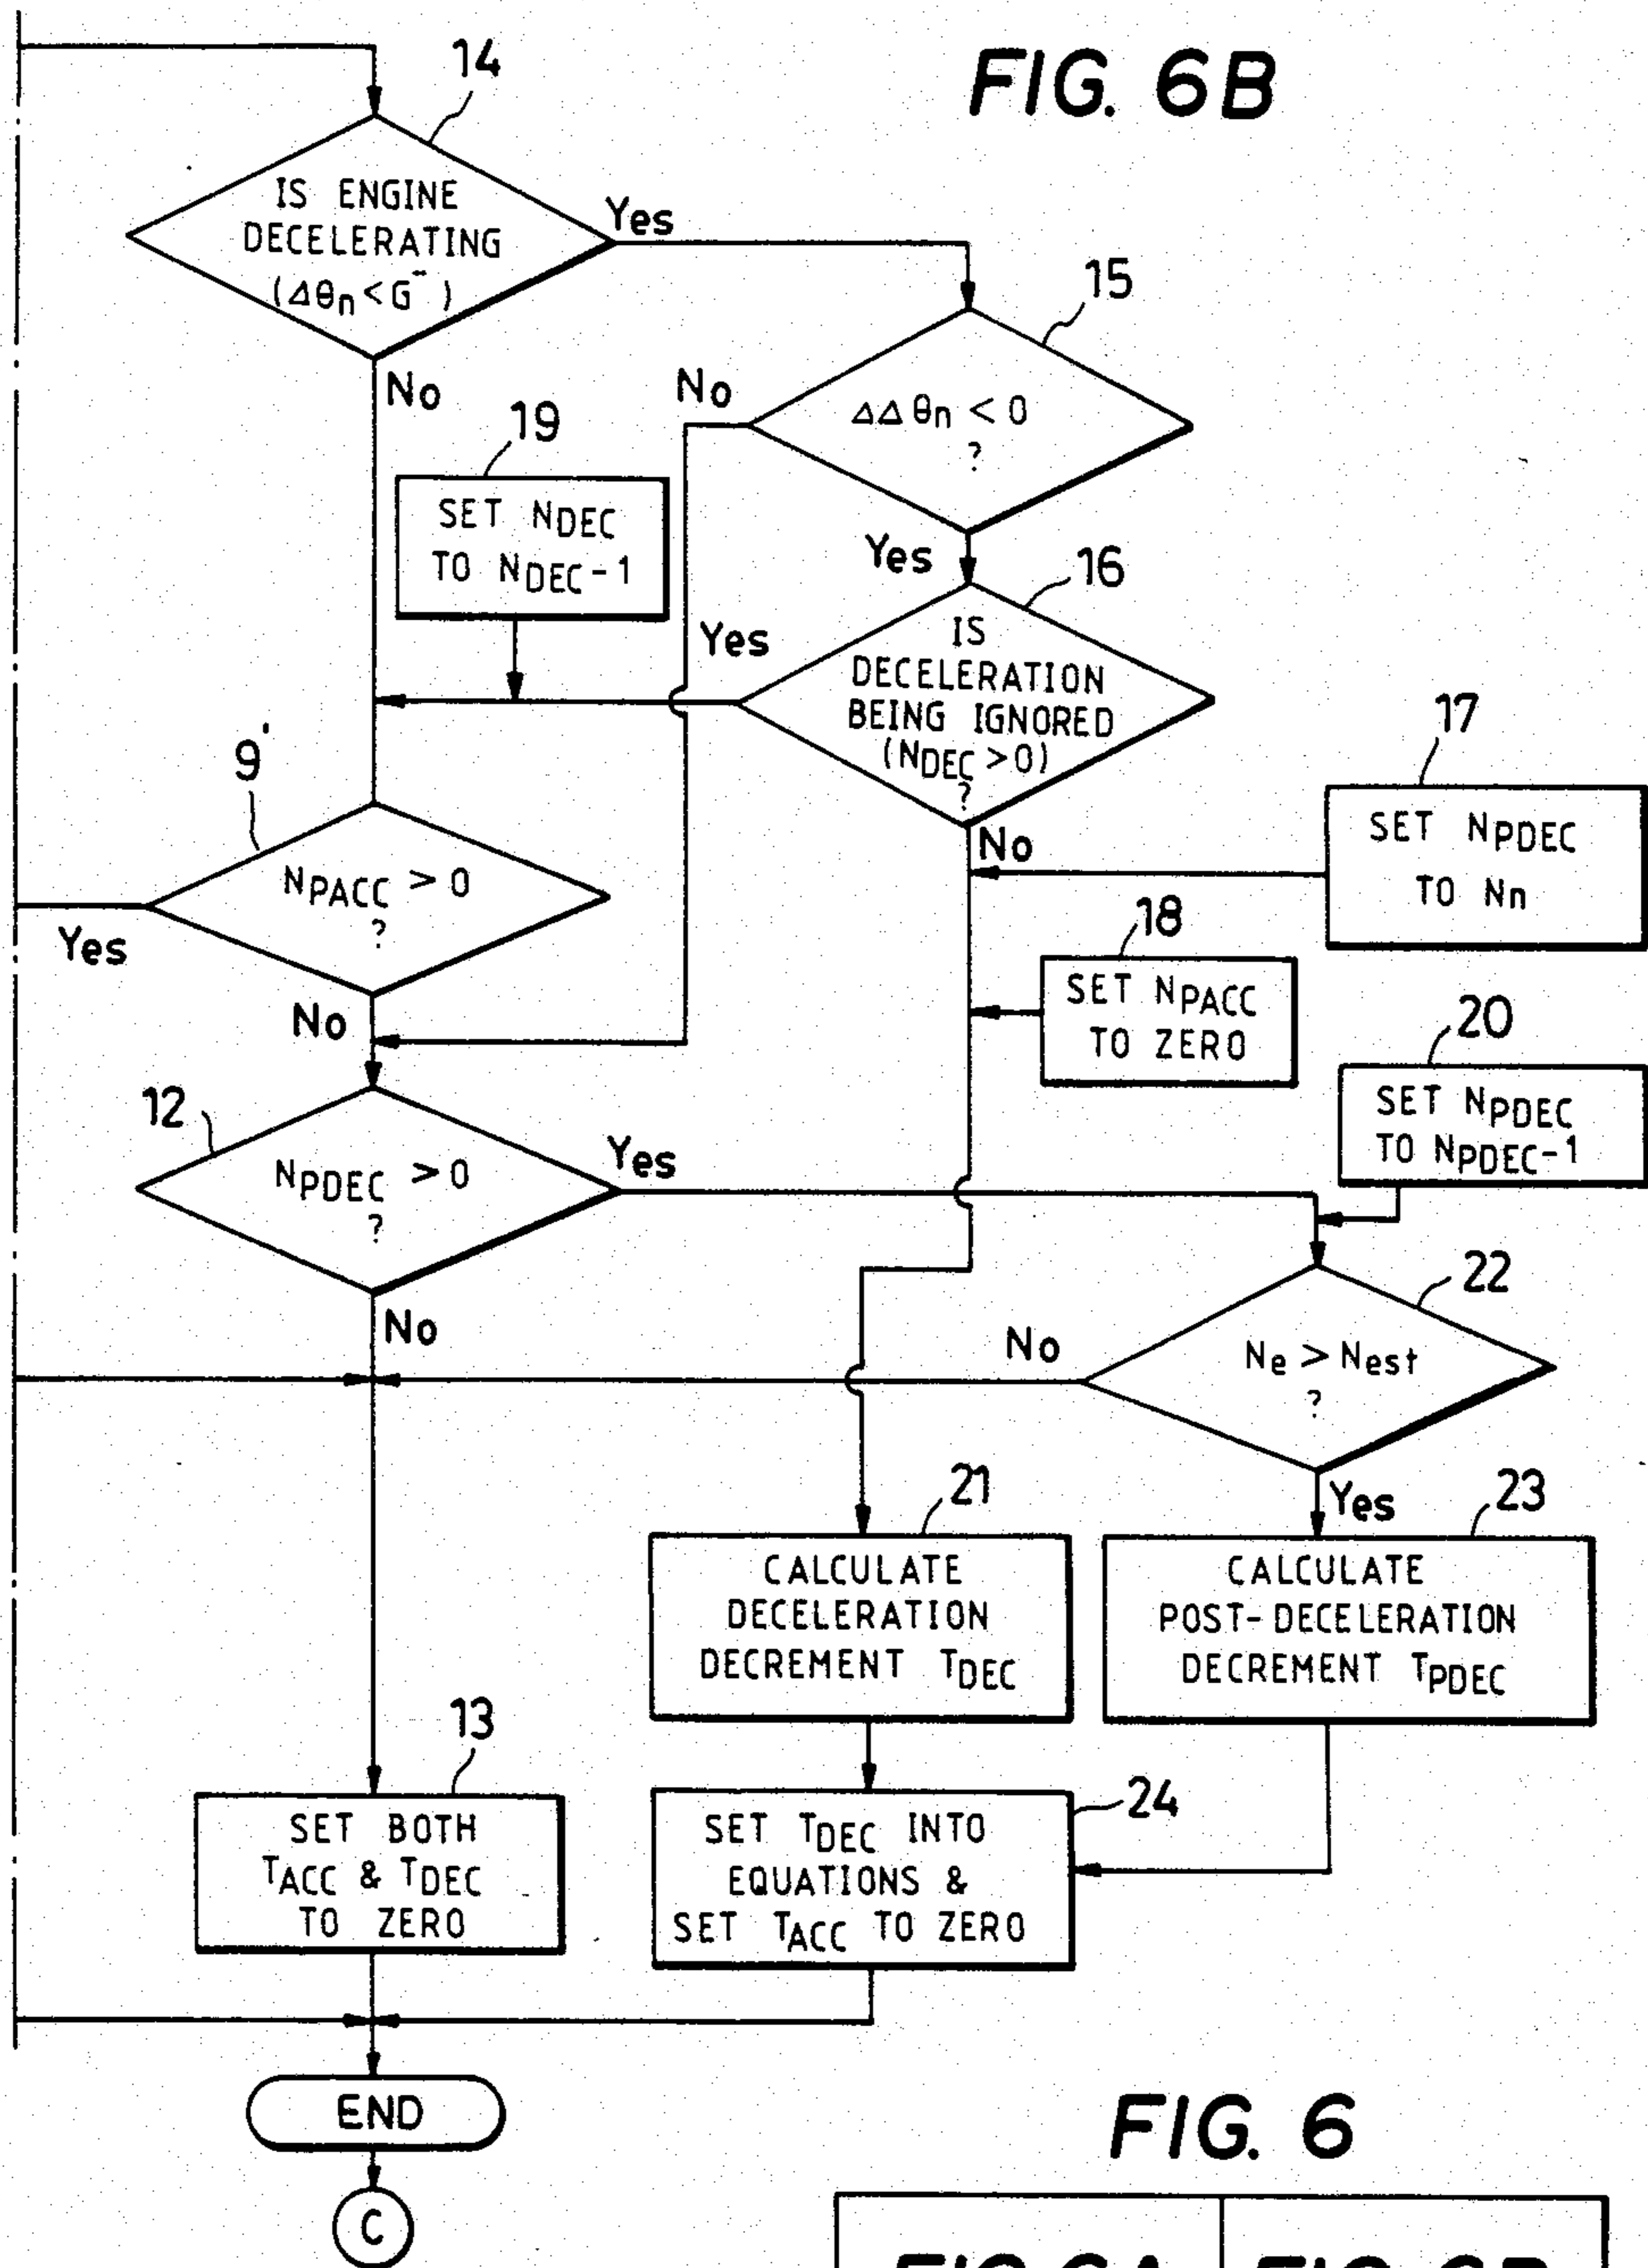 FIG. 6B
14
IS ENGINE
DECELERATING
(Δθn < G⁻)
Yes
No
15
ΔΔθn < 0
?
No
Yes
19
SET NDEC
TO NDEC-1
16
IS
DECELERATION
BEING IGNORED
(NDEC > 0)
?
Yes
No
17
SET NPDEC
TO Nn
9'
NPACC > 0
?
Yes
No
18
SET NPACC
TO ZERO
20
SET NPDEC
TO NPDEC-1
12
NPDEC > 0
?
Yes
No
22
Ne > Nest
?
No
Yes
21
CALCULATE
DECELERATION
DECREMENT TDEC
23
CALCULATE
POST-DECELERATION
DECREMENT TPDEC
13
SET BOTH
TACC & TDEC
TO ZERO
24
SET TDEC INTO
EQUATIONS &
SET TACC TO ZERO
END
C
FIG. 6
FIG. 6A
FIG. 6B